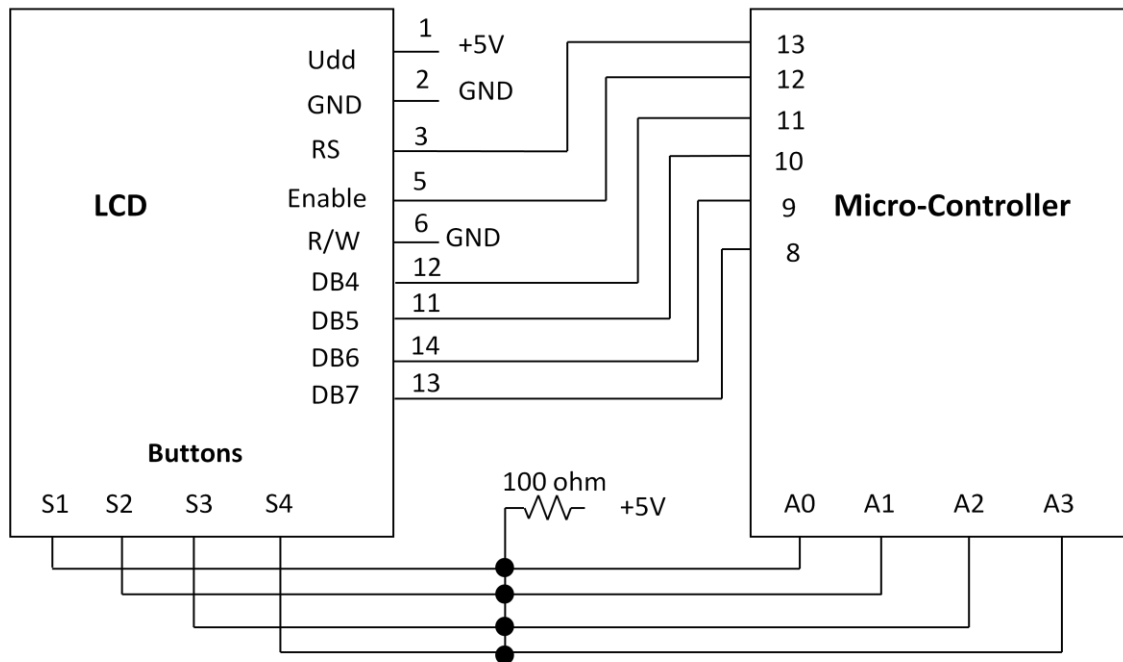 LCD
Udd 1 +5V
GND 2 GND
RS 3
Enable 5
R/W 6 GND
DB4 12
DB5 11
DB6 14
DB7 13
Buttons
S1 S2 S3 S4
100 ohm
+5V
Micro-Controller
13
12
11
10
9
8
A0 A1 A2 A3